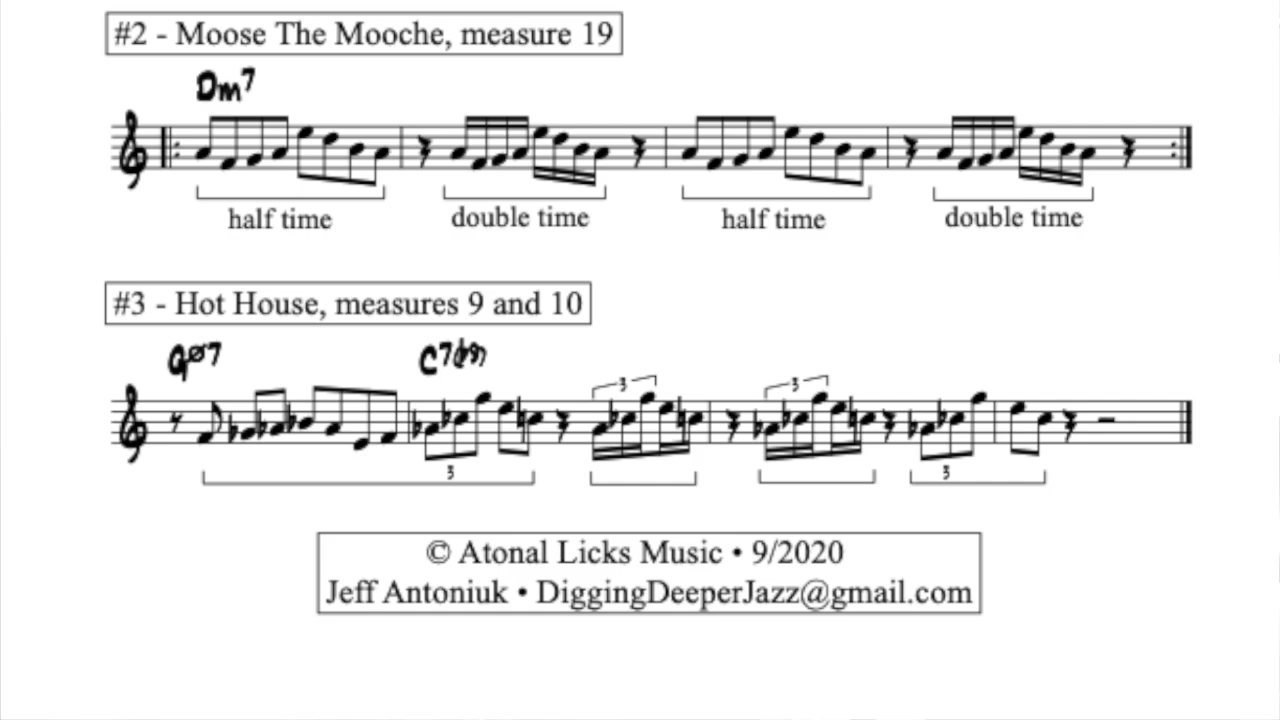 #2 - Moose The Mooche, measure 19
Dm7
half time
double time
half time
double time
#3 - Hot House, measures 9 and 10
Gø7
C7(b9)
3
3
3
3
© Atonal Licks Music • 9/2020
Jeff Antoniuk • DiggingDeeperJazz@gmail.com